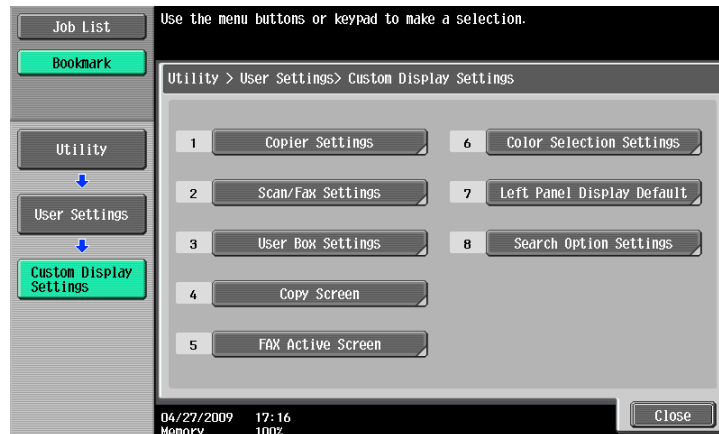 Job List
Bookmark
Utility
User Settings
Custom Display
Settings
Use the menu buttons or keypad to make a selection.
Utility > User Settings> Custom Display Settings
1 Copier Settings
2 Scan/Fax Settings
3 User Box Settings
4 Copy Screen
5 FAX Active Screen
6 Color Selection Settings
7 Left Panel Display Default
8 Search Option Settings
04/27/2009 17:16
Memory 100%
Close